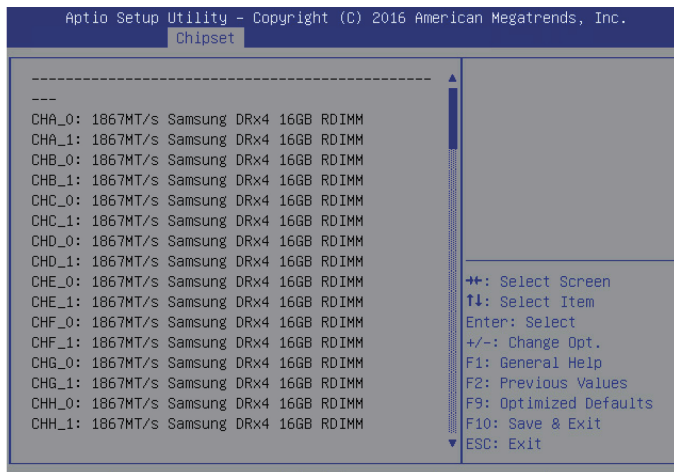 Aptio Setup Utility – Copyright (C) 2016 American Megatrends, Inc.
Chipset
-----------------------------------------------
---
CHA_0: 1867MT/s Samsung DRx4 16GB RDIMM
CHA_1: 1867MT/s Samsung DRx4 16GB RDIMM
CHB_0: 1867MT/s Samsung DRx4 16GB RDIMM
CHB_1: 1867MT/s Samsung DRx4 16GB RDIMM
CHC_0: 1867MT/s Samsung DRx4 16GB RDIMM
CHC_1: 1867MT/s Samsung DRx4 16GB RDIMM
CHD_0: 1867MT/s Samsung DRx4 16GB RDIMM
CHD_1: 1867MT/s Samsung DRx4 16GB RDIMM
CHE_0: 1867MT/s Samsung DRx4 16GB RDIMM
CHE_1: 1867MT/s Samsung DRx4 16GB RDIMM
CHF_0: 1867MT/s Samsung DRx4 16GB RDIMM
CHF_1: 1867MT/s Samsung DRx4 16GB RDIMM
CHG_0: 1867MT/s Samsung DRx4 16GB RDIMM
CHG_1: 1867MT/s Samsung DRx4 16GB RDIMM
CHH_0: 1867MT/s Samsung DRx4 16GB RDIMM
CHH_1: 1867MT/s Samsung DRx4 16GB RDIMM
→←: Select Screen
↑↓: Select Item
Enter: Select
+/-: Change Opt.
F1: General Help
F2: Previous Values
F9: Optimized Defaults
F10: Save & Exit
ESC: Exit